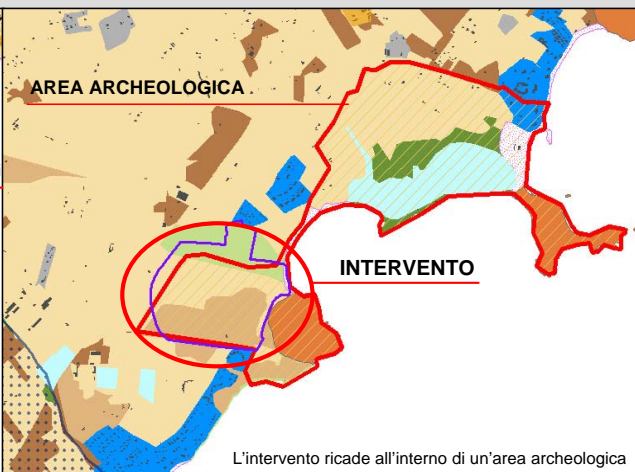 AREA ARCHEOLOGICA
INTERVENTO
L'intervento ricade all'interno di un'area archeologica